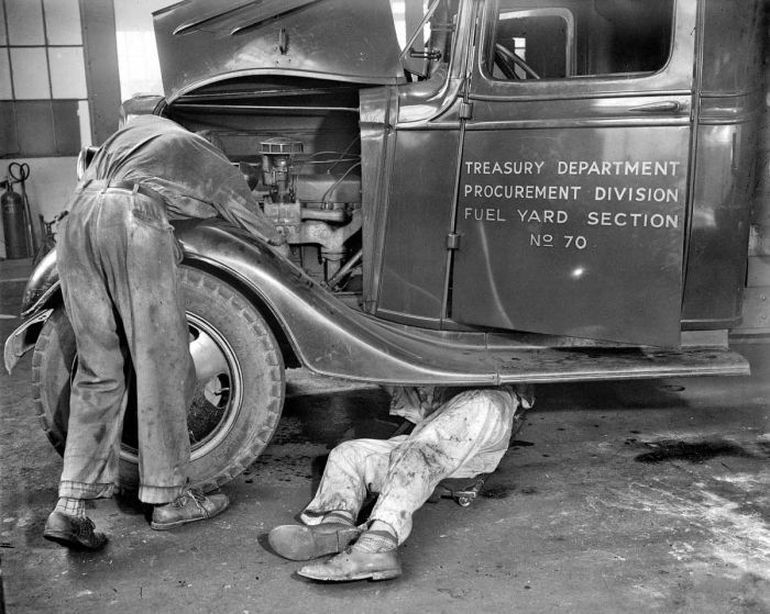 TREASURY DEPARTMENT
PROCUREMENT DIVISION
FUEL YARD SECTION
No 70